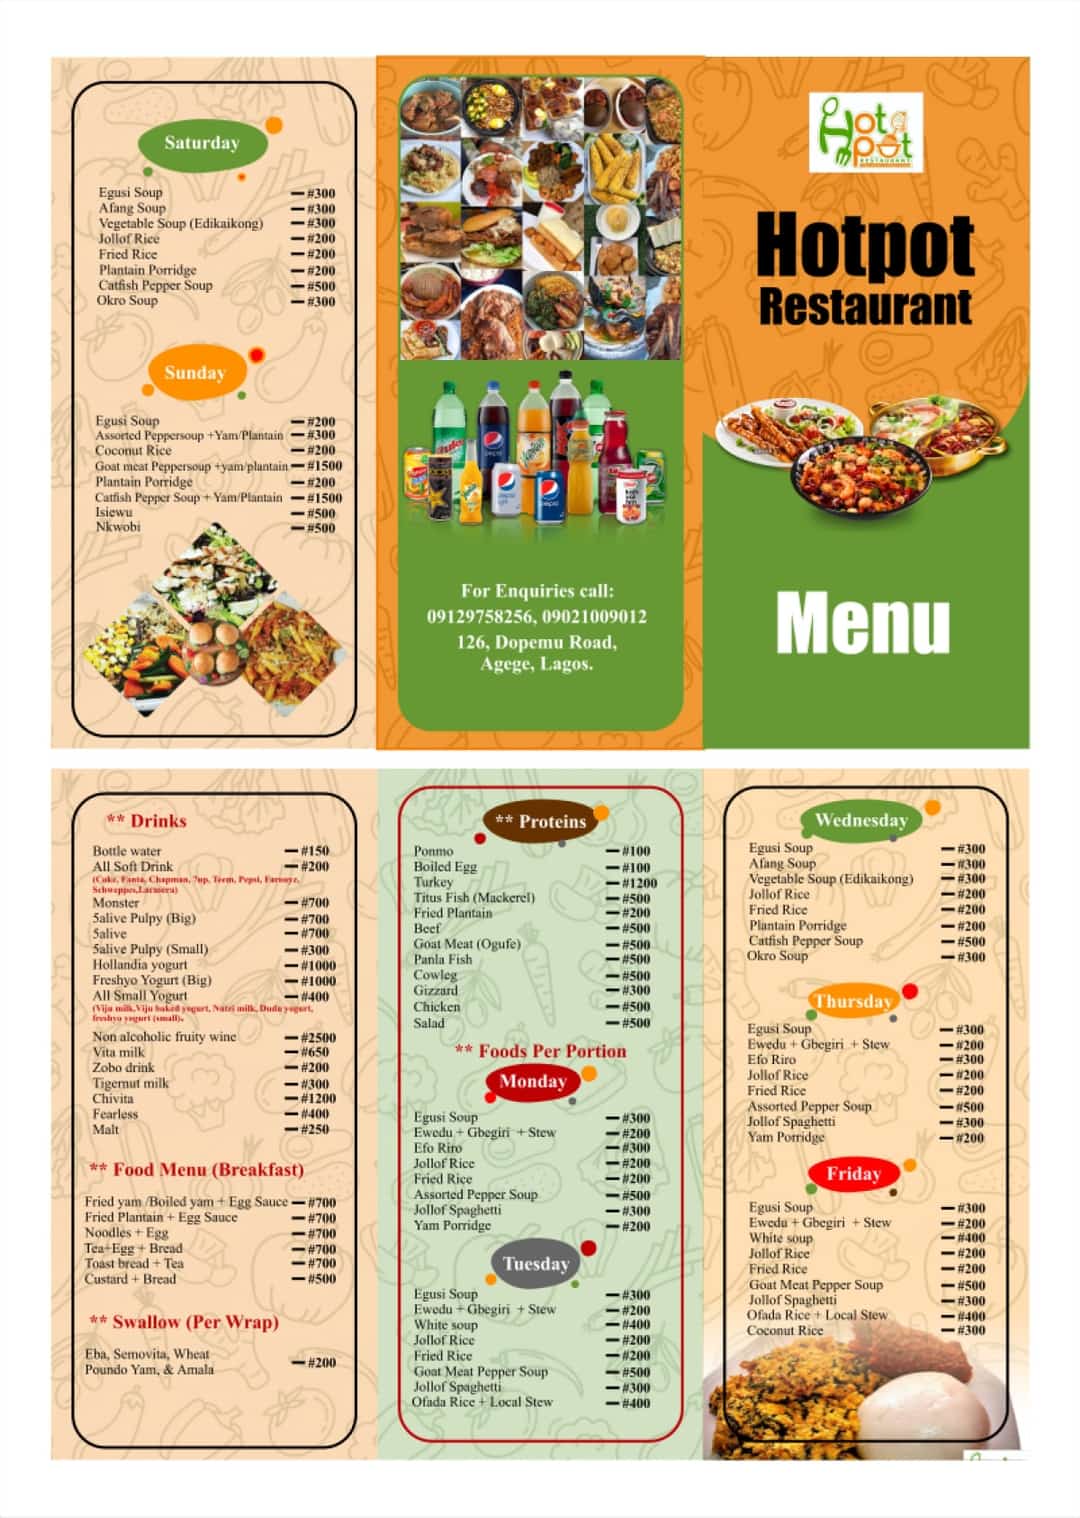 Saturday
Egusi Soup — #300
Afang Soup — #300
Vegetable Soup (Edikaikong) — #300
Jollof Rice — #200
Fried Rice — #200
Plantain Porridge — #200
Catfish Pepper Soup — #500
Okro Soup — #300
Sunday
Egusi Soup — #200
Assorted Peppersoup +Yam/Plantain — #300
Coconut Rice — #200
Goat meat Peppersoup +yam/plantain — #1500
Plantain Porridge — #200
Catfish Pepper Soup + Yam/Plantain — #1500
Isiewu — #500
Nkwobi — #500
For Enquiries call:
09129758256, 09021009012
126, Dopemu Road,
Agege, Lagos.
Hot pot
RESTAURANT
Hotpot
Restaurant
Menu
** Drinks
Bottle water — #150
All Soft Drink — #200
(Coke, Fanta, Chapman, 7up, Teem, Pepsi, Farouyz,
Schweppes,Lacasera)
Monster — #700
5alive Pulpy (Big) — #700
5alive — #700
5alive Pulpy (Small) — #300
Hollandia yogurt — #1000
Freshyo Yogurt (Big) — #1000
All Small Yogurt — #400
(Viju milk,Viju baked yogurt, Nutri milk, Dudu yogurt,
freshyo yogurt (small).
Non alcoholic fruity wine — #2500
Vita milk — #650
Zobo drink — #200
Tigernut milk — #300
Chivita — #1200
Fearless — #400
Malt — #250
** Food Menu (Breakfast)
Fried yam /Boiled yam + Egg Sauce — #700
Fried Plantain + Egg Sauce — #700
Noodles + Egg — #700
Tea+Egg + Bread — #700
Toast bread + Tea — #700
Custard + Bread — #500
** Swallow (Per Wrap)
Eba, Semovita, Wheat
Poundo Yam, & Amala — #200
** Proteins
Ponmo — #100
Boiled Egg — #100
Turkey — #1200
Titus Fish (Mackerel) — #500
Fried Plantain — #200
Beef — #500
Goat Meat (Ogufe) — #500
Panla Fish — #500
Cowleg — #500
Gizzard — #300
Chicken — #500
Salad — #500
** Foods Per Portion
Monday
Egusi Soup — #300
Ewedu + Gbegiri + Stew — #200
Efo Riro — #300
Jollof Rice — #200
Fried Rice — #200
Assorted Pepper Soup — #500
Jollof Spaghetti — #300
Yam Porridge — #200
Tuesday
Egusi Soup — #300
Ewedu + Gbegiri + Stew — #200
White soup — #400
Jollof Rice — #200
Fried Rice — #200
Goat Meat Pepper Soup — #500
Jollof Spaghetti — #300
Ofada Rice + Local Stew — #400
Wednesday
Egusi Soup — #300
Afang Soup — #300
Vegetable Soup (Edikaikong) — #300
Jollof Rice — #200
Fried Rice — #200
Plantain Porridge — #200
Catfish Pepper Soup — #500
Okro Soup — #300
Thursday
Egusi Soup — #300
Ewedu + Gbegiri + Stew — #200
Efo Riro — #300
Jollof Rice — #200
Fried Rice — #200
Assorted Pepper Soup — #500
Jollof Spaghetti — #300
Yam Porridge — #200
Friday
Egusi Soup — #300
Ewedu + Gbegiri + Stew — #200
White soup — #400
Jollof Rice — #200
Fried Rice — #200
Goat Meat Pepper Soup — #500
Jollof Spaghetti — #300
Ofada Rice + Local Stew — #400
Coconut Rice — #300